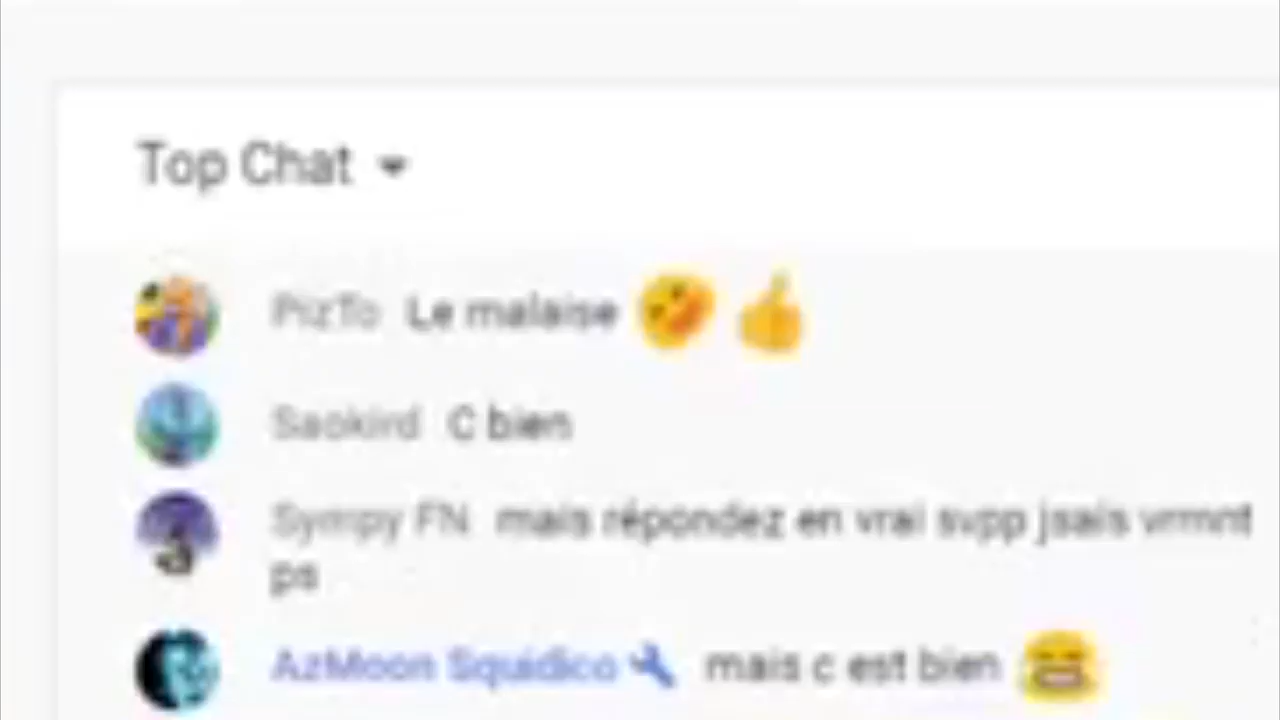 Top Chat
PizTo Le malaise 🤣 👍
Saokird C bien
Sympy FN mais répondez en vrai svpp jsais vrmnt
ps
AzMoon Squidico mais c est bien 😂